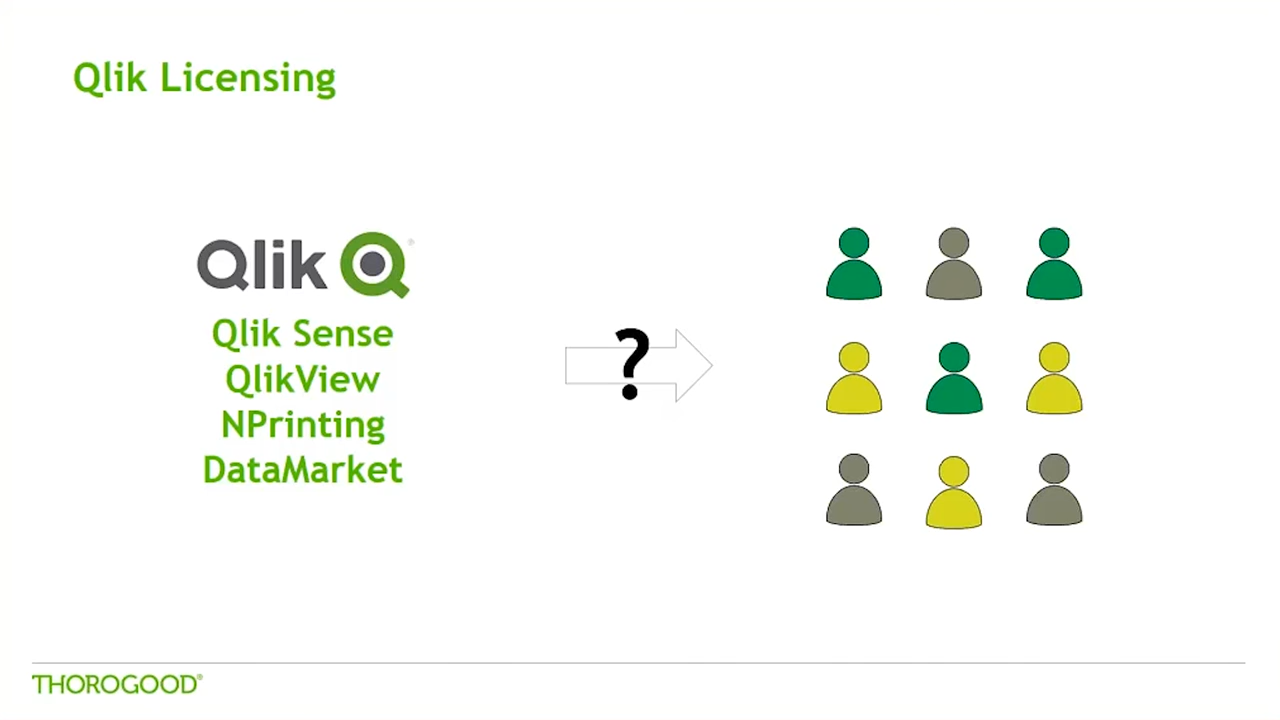 Qlik Licensing
Qlik
Qlik Sense
QlikView
NPrinting
DataMarket
?
THOROGOOD®